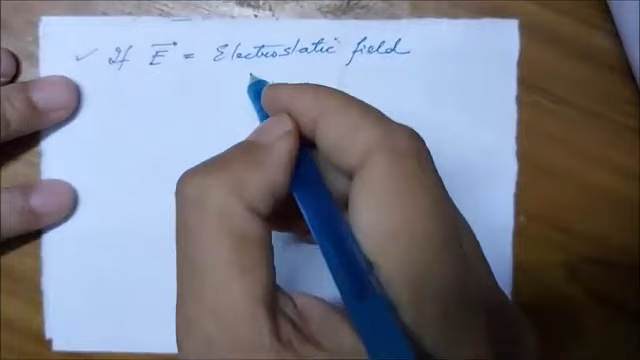 ✓ If E⃗ = Electrostatic field